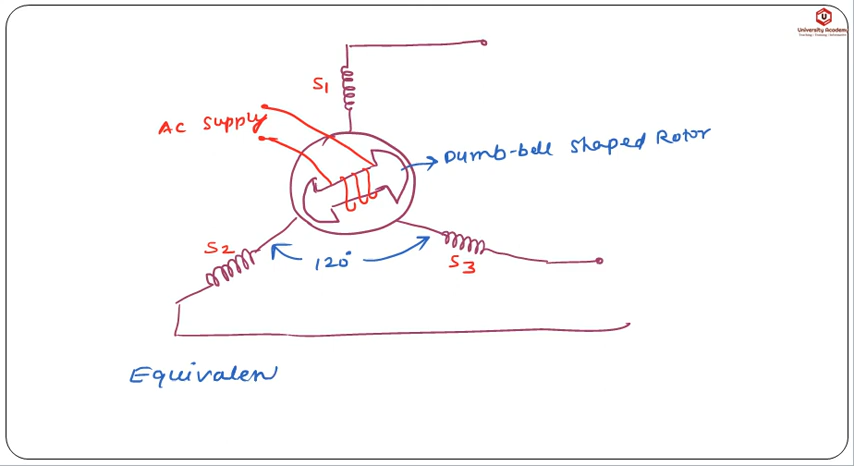 University Academy
S1
AC Supply
Dumb-bell Shaped Rotor
S2
120°
S3
Equivalen